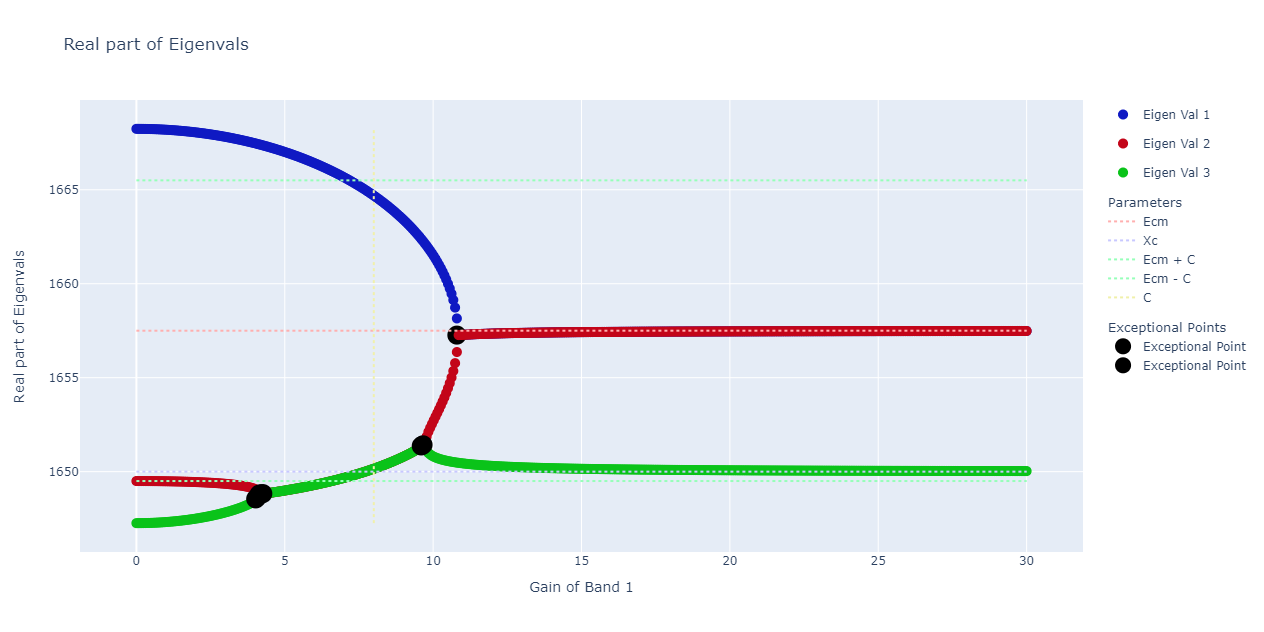 Real part of Eigenvals
Real part of Eigenvals
1665
1660
1655
1650
0 5 10 15 20 25 30
Gain of Band 1
Eigen Val 1
Eigen Val 2
Eigen Val 3
Parameters
Ecm
Xc
Ecm + C
Ecm - C
C
Exceptional Points
Exceptional Point
Exceptional Point